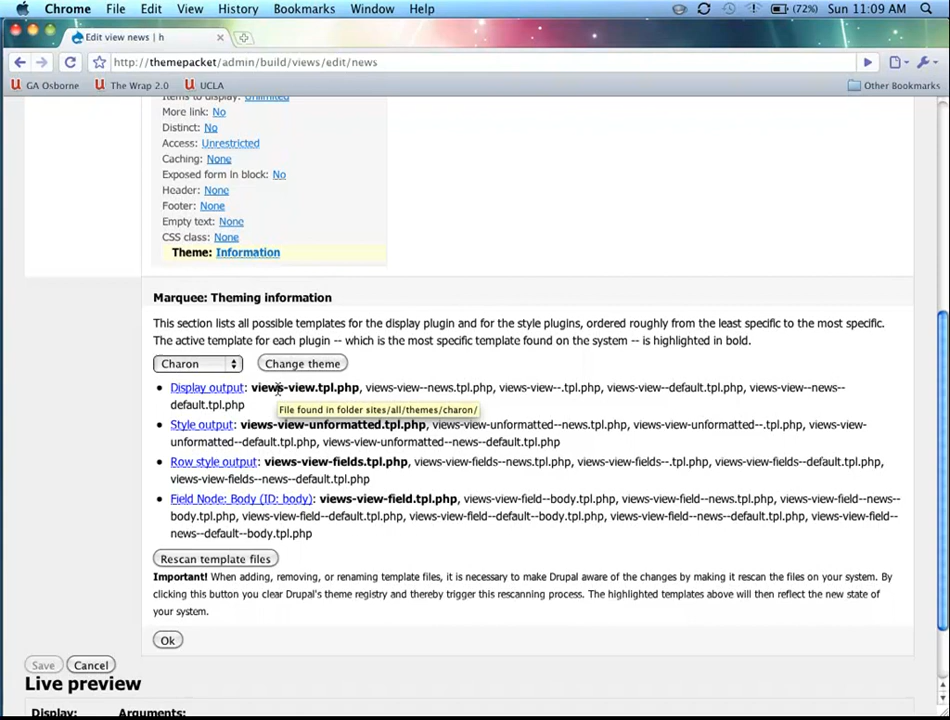 Chrome File Edit View History Bookmarks Window Help (72%) Sun 11:09 AM
Edit view news | h
http://themepacket/admin/build/views/edit/news
GA Osborne The Wrap 2.0 UCLA Other Bookmarks
Items to display: Unlimited
More link: No
Distinct: No
Access: Unrestricted
Caching: None
Exposed form in block: No
Header: None
Footer: None
Empty text: None
CSS class: None
Theme: Information
Marquee: Theming information
This section lists all possible templates for the display plugin and for the style plugins, ordered roughly from the least specific to the most specific.
The active template for each plugin -- which is the most specific template found on the system -- is highlighted in bold.
Charon Change theme
Display output: views-view.tpl.php, views-view--news.tpl.php, views-view--.tpl.php, views-view--default.tpl.php, views-view--news--
default.tpl.php
File found in folder sites/all/themes/charon/
Style output: views-view-unformatted.tpl.php, views-view-unformatted--news.tpl.php, views-view-unformatted--.tpl.php, views-view-
unformatted--default.tpl.php, views-view-unformatted--news--default.tpl.php
Row style output: views-view-fields.tpl.php, views-view-fields--news.tpl.php, views-view-fields--.tpl.php, views-view-fields--default.tpl.php,
views-view-fields--news--default.tpl.php
Field Node: Body (ID: body): views-view-field.tpl.php, views-view-field--body.tpl.php, views-view-field--news.tpl.php, views-view-field--news--
body.tpl.php, views-view-field--default.tpl.php, views-view-field--default--body.tpl.php, views-view-field--news--default.tpl.php, views-view-field--
news--default--body.tpl.php
Rescan template files
Important! When adding, removing, or renaming template files, it is necessary to make Drupal aware of the changes by making it rescan the files on your system. By
clicking this button you clear Drupal's theme registry and thereby trigger this rescanning process. The highlighted templates above will then reflect the new state of
your system.
Ok
Save Cancel
Live preview
Display: Arguments: